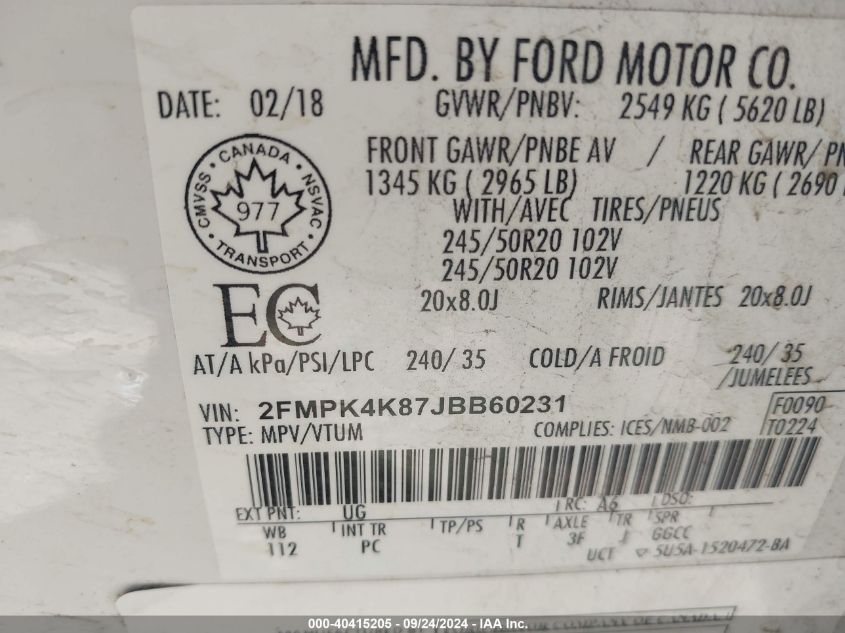 MFD. BY FORD MOTOR CO.
DATE: 02/18 GVWR/PNBV: 2549 KG ( 5620 LB)
FRONT GAWR/PNBE AV / REAR GAWR/
1345 KG ( 2965 LB) 1220 KG ( 2690
WITH/AVEC TIRES/PNEUS
245/50R20 102V
245/50R20 102V
20x8.0J RIMS/JANTES 20x8.0J
CMVSS CANADA NSVAC
977
TRANSPORT
EC
AT/A kPa/PSI/LPC 240/ 35 COLD/A FROID 240/ 35
/JUMELEES
VIN: 2FMPK4K87JBB60231 F0090
TYPE: MPV/VTUM COMPLIES: ICES/NMB-002 T0224
EXT PNT: UG RC: A6 DSO:
WB INT TR TP/PS R AXLE TR SPR
112 PC T 3F J GGCC
UCT 5U5A-1520472-BA
000-40415205 - 09/24/2024 - IAA Inc.